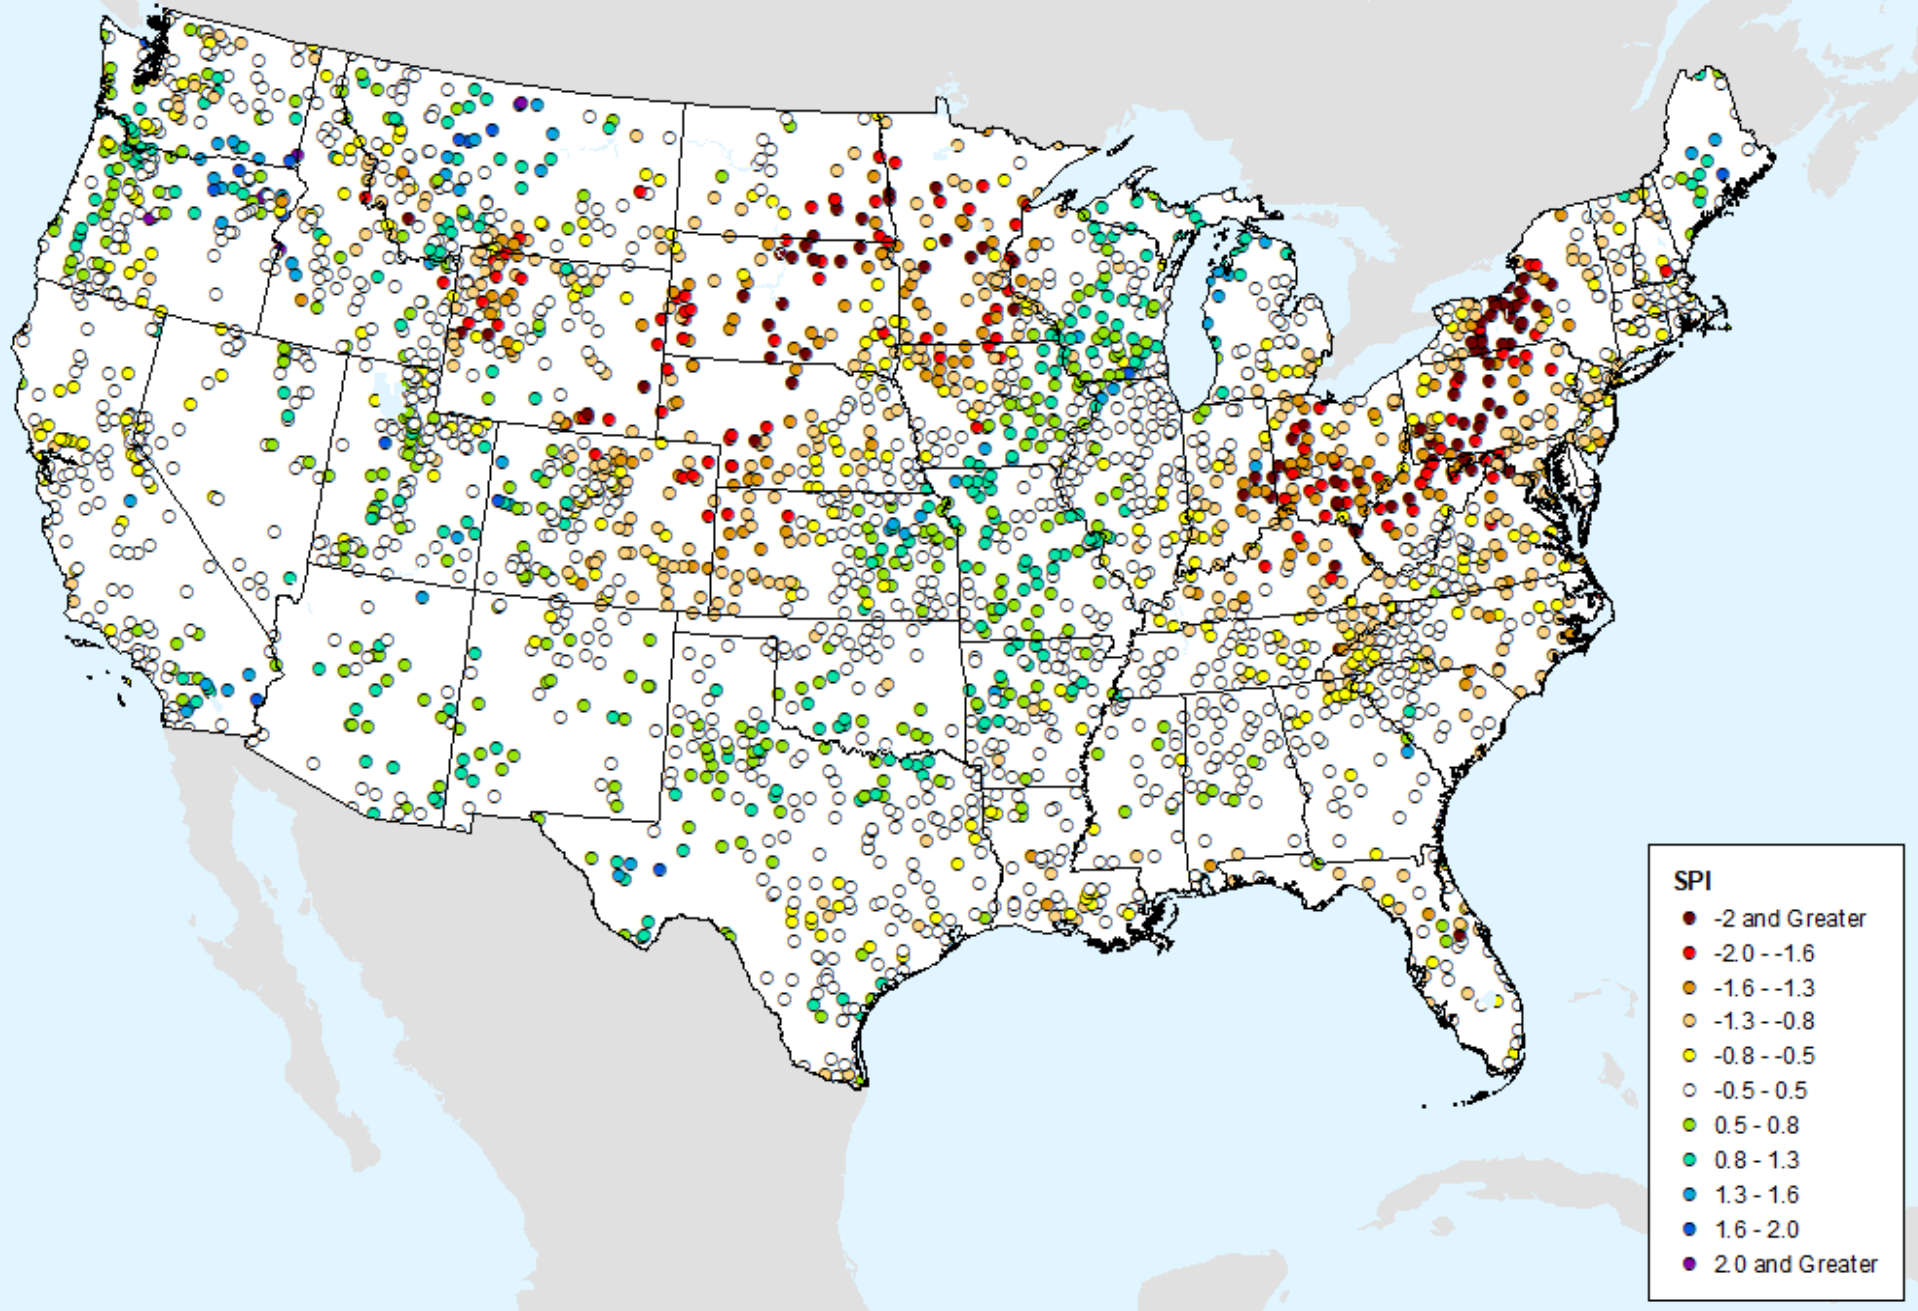 SPI
-2 and Greater
-2.0 - -1.6
-1.6 - -1.3
-1.3 - -0.8
-0.8 - -0.5
-0.5 - 0.5
0.5 - 0.8
0.8 - 1.3
1.3 - 1.6
1.6 - 2.0
2.0 and Greater